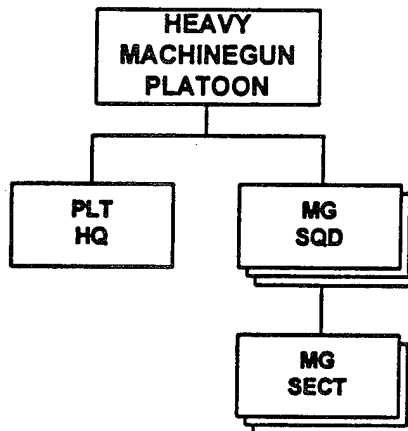 HEAVY
MACHINEGUN
PLATOON
PLT
HQ
MG
SQD
MG
SECT